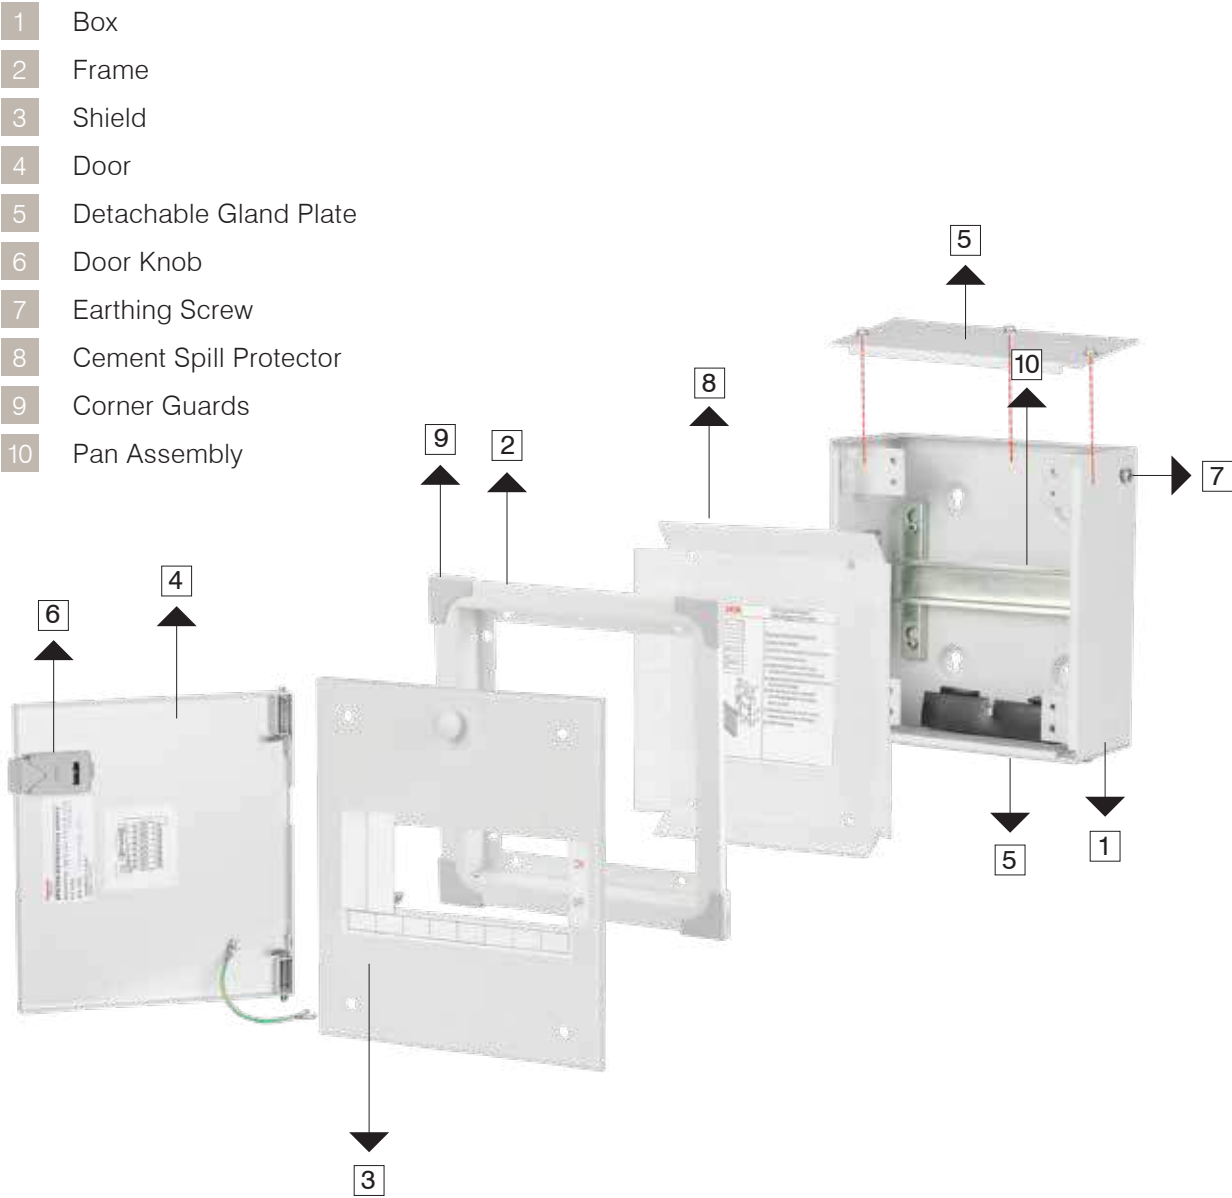 1 Box
2 Frame
3 Shield
4 Door
5 Detachable Gland Plate
6 Door Knob
7 Earthing Screw
8 Cement Spill Protector
9 Corner Guards
10 Pan Assembly
5
10
8
9
2
7
4
6
1
5
3